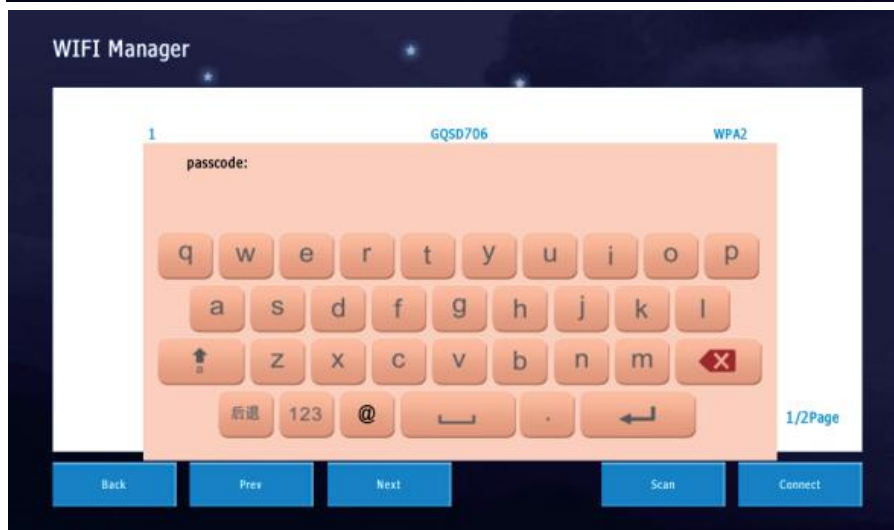 WIFI Manager
1 GQSD706 WPA2
passcode:
q w e r t y u i o p
a s d f g h j k l
z x c v b n m
后退 123 @ .
1/2Page
Back Prev Next Scan Connect